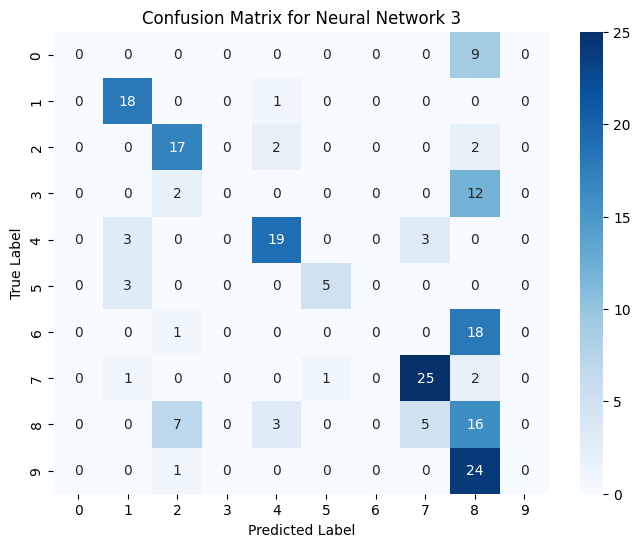 Confusion Matrix for Neural Network 3
0 0 0 0 0 0 0 0 0 9 0
1 0 18 0 0 1 0 0 0 0 0
2 0 0 17 0 2 0 0 0 2 0
3 0 0 2 0 0 0 0 0 12 0
4 0 3 0 0 19 0 0 3 0 0
5 0 3 0 0 0 5 0 0 0 0
6 0 0 1 0 0 0 0 0 18 0
7 0 1 0 0 0 1 0 25 2 0
8 0 0 7 0 3 0 0 5 16 0
9 0 0 1 0 0 0 0 0 24 0
0 1 2 3 4 5 6 7 8 9
Predicted Label
True Label
25
20
15
10
5
0